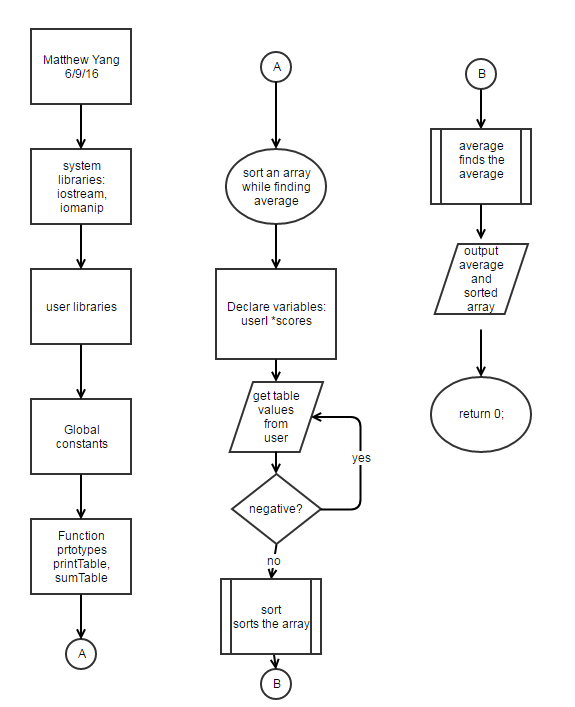 Matthew Yang
6/9/16
system
libraries:
iostream,
iomanip
user libraries
Global
constants
Function
prtotypes
printTable,
sumTable
A
A
sort an array
while finding
average
Declare variables:
userI *scores
get table
values
from
user
negative?
yes
no
sort
sorts the array
B
B
average
finds the
average
output
average
and
sorted
array
return 0;